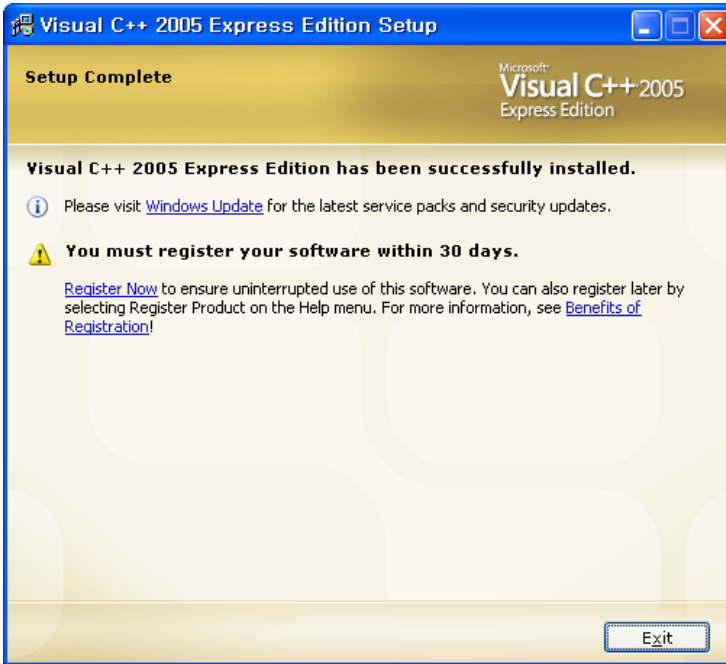 Visual C++ 2005 Express Edition Setup
Setup Complete
Microsoft
Visual C++ 2005
Express Edition
Visual C++ 2005 Express Edition has been successfully installed.
Please visit Windows Update for the latest service packs and security updates.
You must register your software within 30 days.
Register Now to ensure uninterrupted use of this software. You can also register later by
selecting Register Product on the Help menu. For more information, see Benefits of
Registration!
Exit